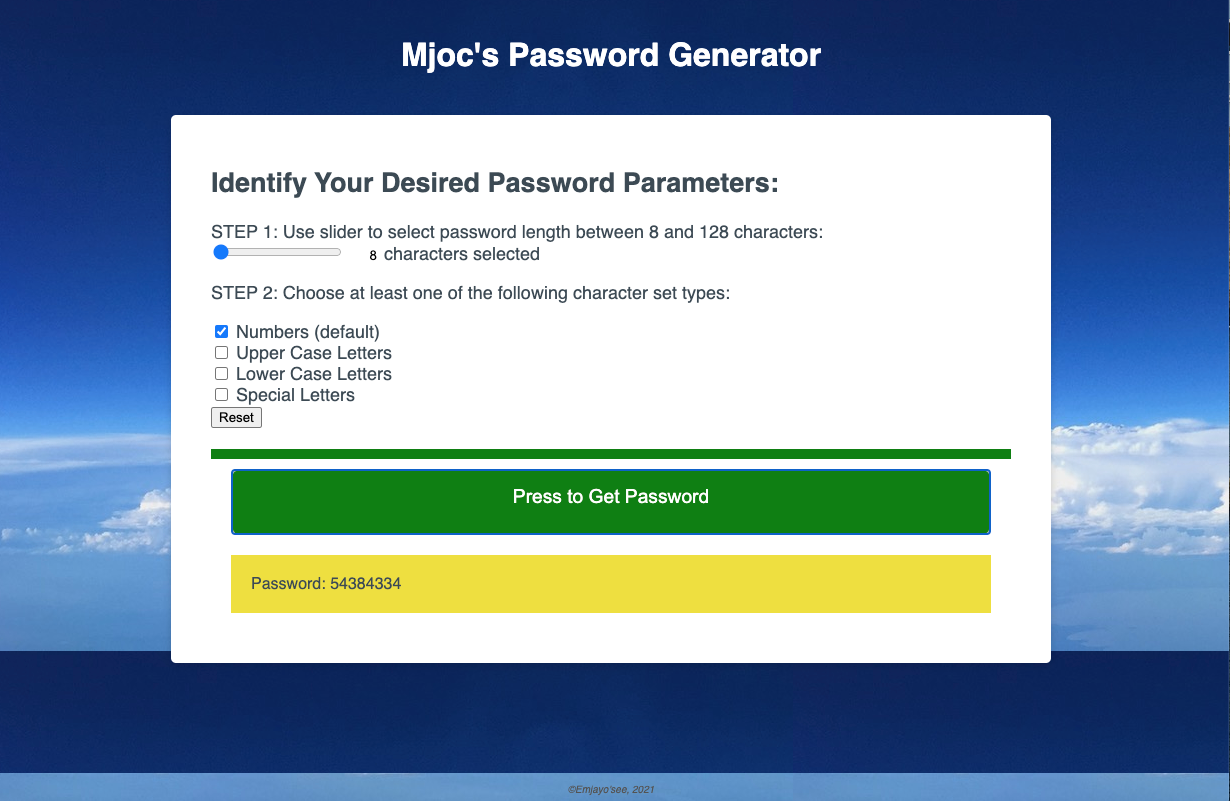 Mjoc's Password Generator
Identify Your Desired Password Parameters:
STEP 1: Use slider to select password length between 8 and 128 characters:
8 characters selected
STEP 2: Choose at least one of the following character set types:
Numbers (default)
Upper Case Letters
Lower Case Letters
Special Letters
Reset
Press to Get Password
Password: 54384334
©Emjayo'see, 2021